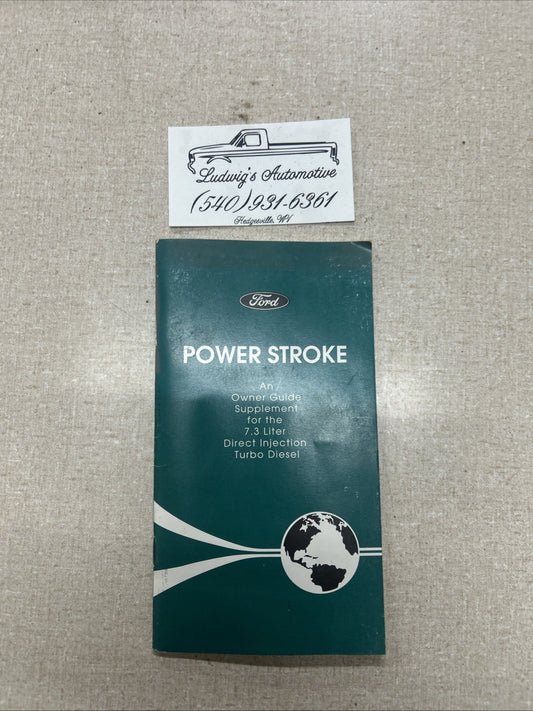 Ludwig's Automotive
(540)931-6361
Hedgesville, WV
Ford
POWER STROKE
An
Owner Guide
Supplement
for the
7.3 Liter
Direct Injection
Turbo Diesel